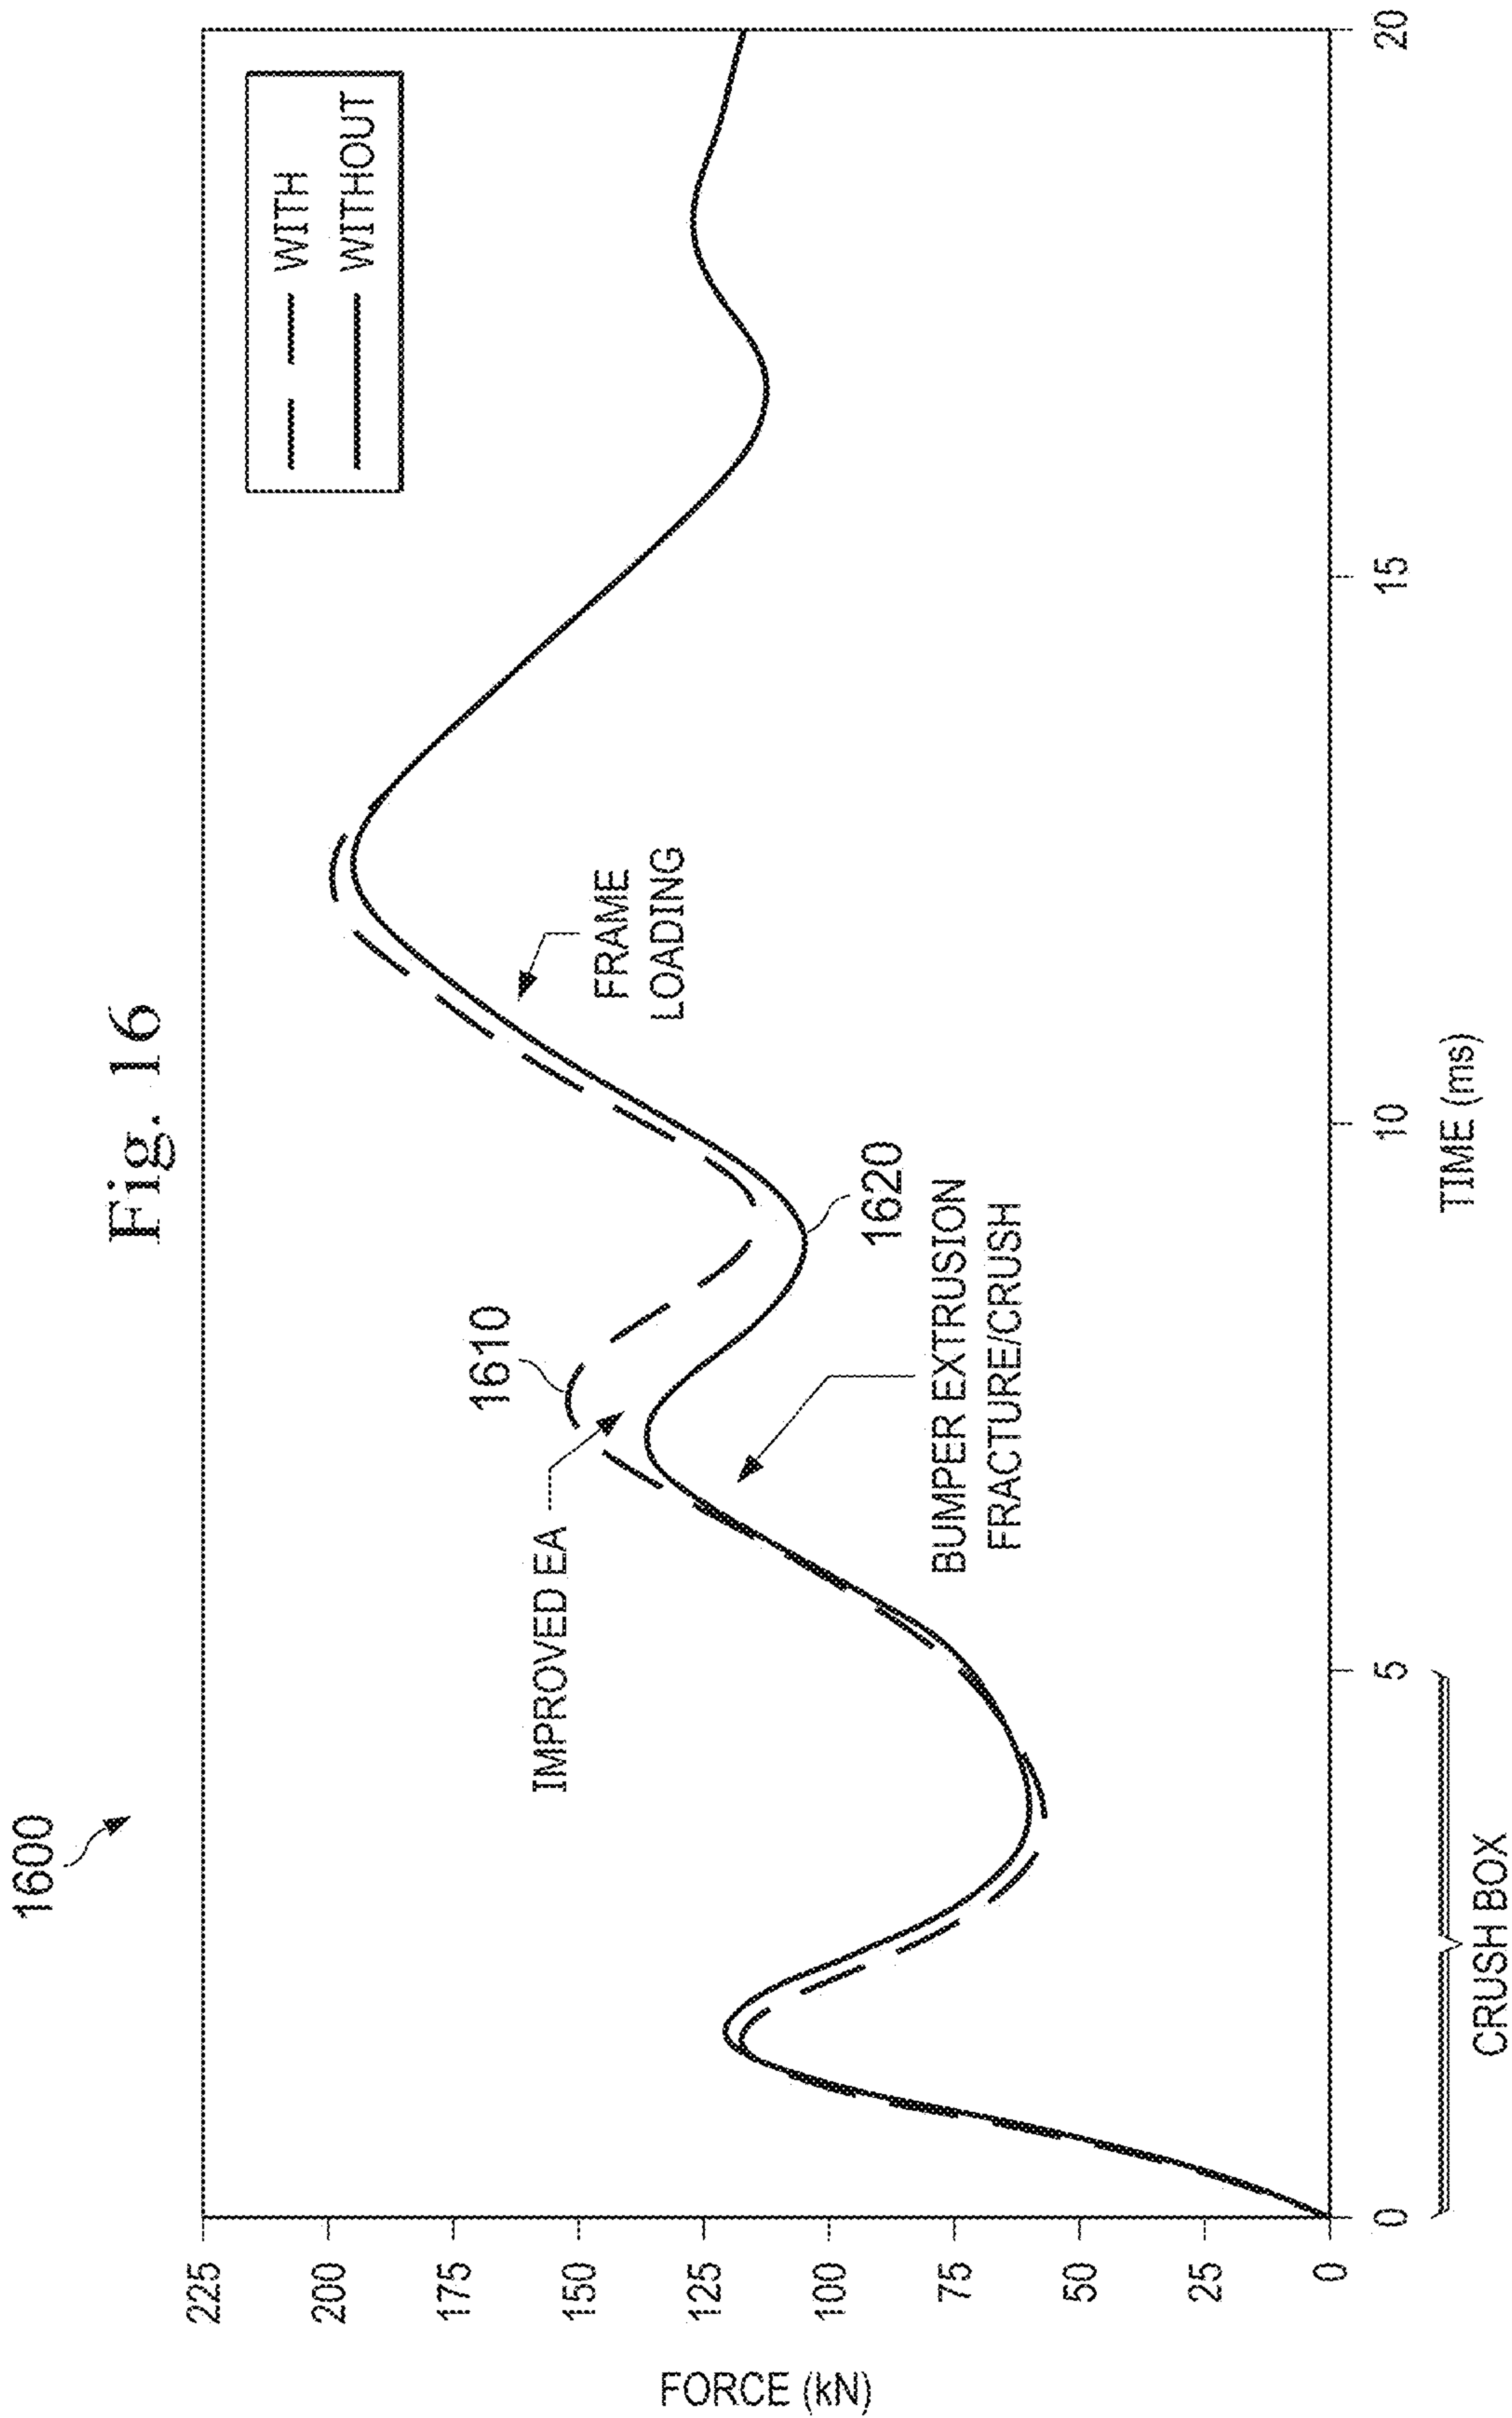 1600
Fig. 16
WITH
WITHOUT
1610
IMPROVED EA
FRAME
LOADING
1620
BUMPER EXTRUSION
FRACTURE/CRUSH
FORCE (kN)
225
200
175
150
125
100
75
50
25
0
0
5
10
15
20
TIME (ms)
CRUSH BOX